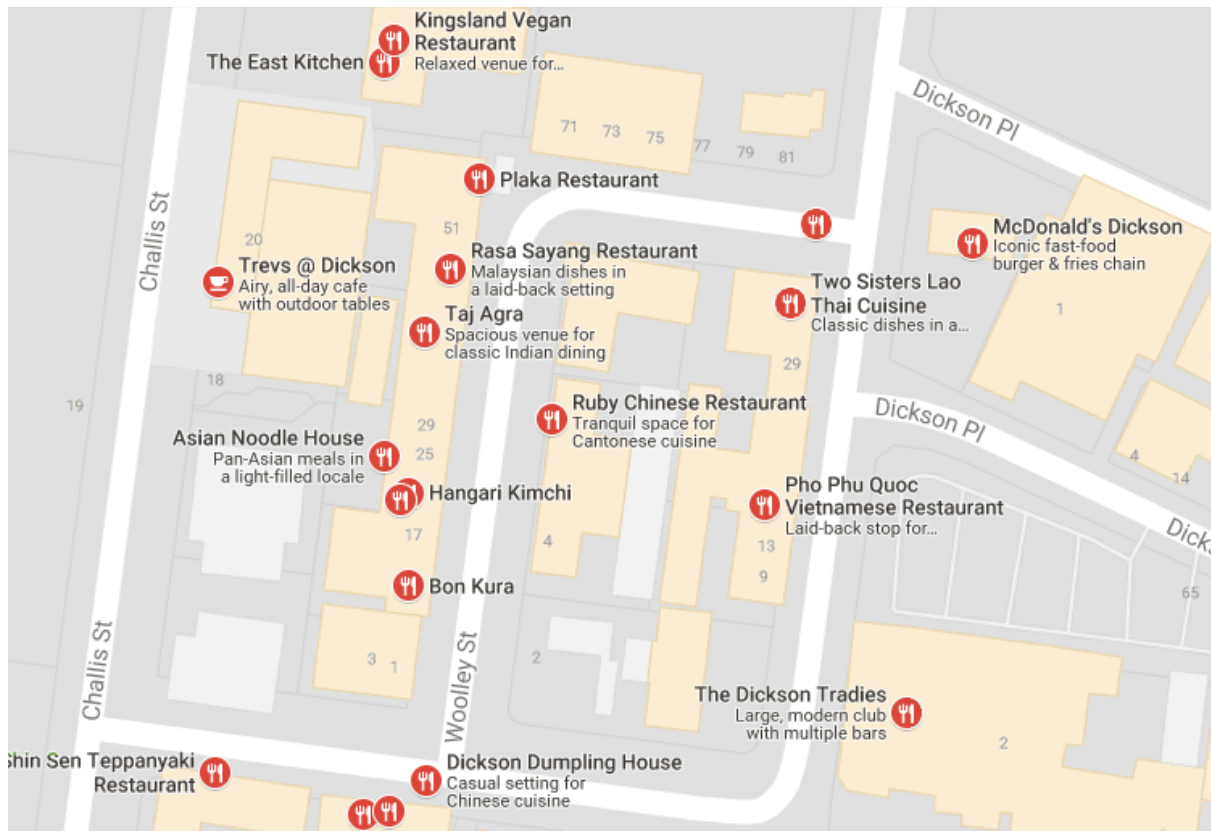 Kingsland Vegan
Restaurant
Relaxed venue for...
The East Kitchen
Dickson Pl
71
73
75
77
79
81
Plaka Restaurant
Challis St
51
20
Rasa Sayang Restaurant
Malaysian dishes in
a laid-back setting
McDonald's Dickson
Iconic fast-food
burger & fries chain
1
Trevs @ Dickson
Airy, all-day cafe
with outdoor tables
Two Sisters Lao
Thai Cuisine
Classic dishes in a...
Taj Agra
Spacious venue for
classic Indian dining
29
18
19
Ruby Chinese Restaurant
Tranquil space for
Cantonese cuisine
Dickson Pl
29
25
Asian Noodle House
Pan-Asian meals in
a light-filled locale
4
14
Hangari Kimchi
Pho Phu Quoc
Vietnamese Restaurant
Laid-back stop for...
17
4
13
9
Bon Kura
65
3
1
2
Challis St
Woolley St
The Dickson Tradies
Large, modern club
with multiple bars
2
Shin Sen Teppanyaki
Restaurant
Dickson Dumpling House
Casual setting for
Chinese cuisine